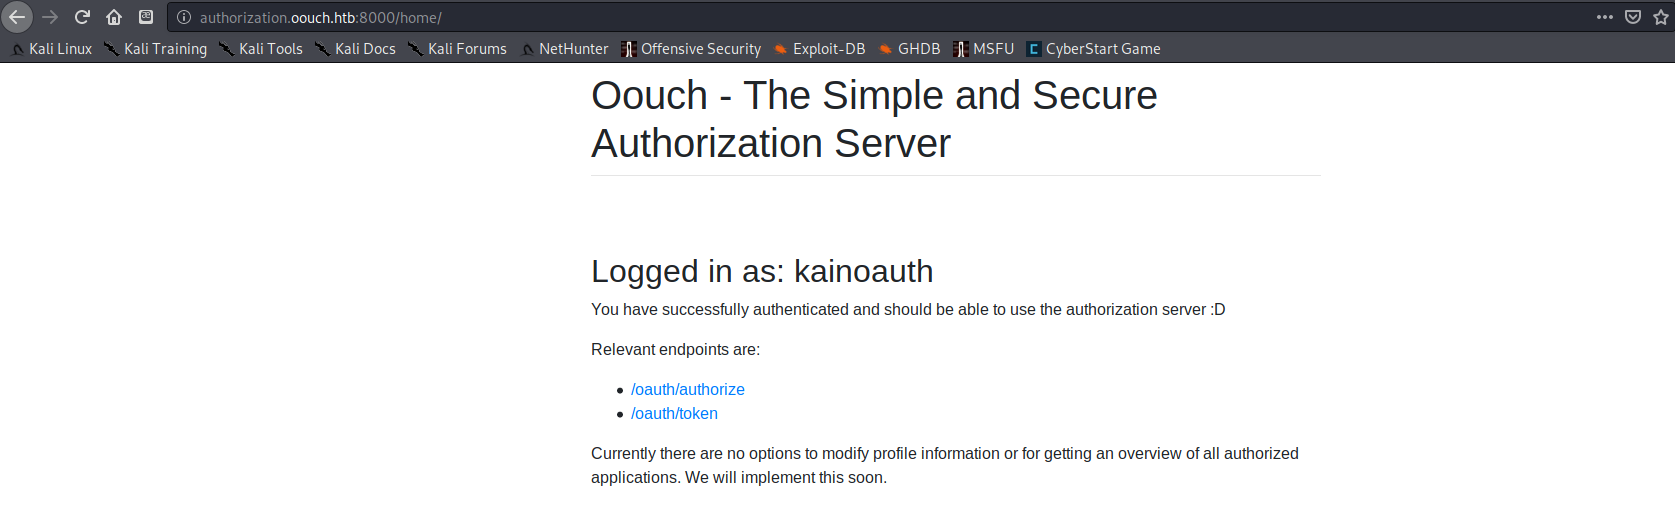 authorization.oouch.htb:8000/home/
Kali Linux Kali Training Kali Tools Kali Docs Kali Forums NetHunter Offensive Security Exploit-DB GHDB MSFU CyberStart Game
Oouch - The Simple and Secure
Authorization Server
Logged in as: kainoauth
You have successfully authenticated and should be able to use the authorization server :D
Relevant endpoints are:
• /oauth/authorize
• /oauth/token
Currently there are no options to modify profile information or for getting an overview of all authorized
applications. We will implement this soon.